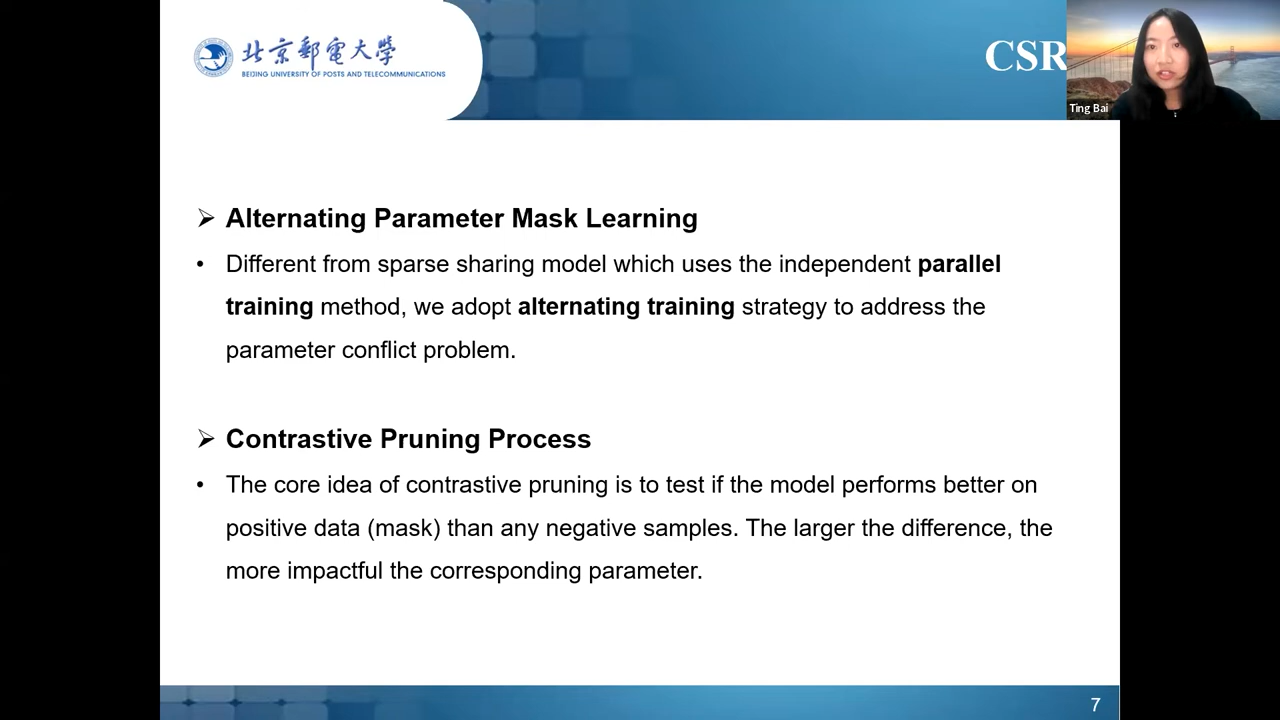 北京郵電大學
BEIJING UNIVERSITY OF POSTS AND TELECOMMUNICATIONS
CSR
Ting Bai
➢ Alternating Parameter Mask Learning
• Different from sparse sharing model which uses the independent parallel
training method, we adopt alternating training strategy to address the
parameter conflict problem.
➢ Contrastive Pruning Process
• The core idea of contrastive pruning is to test if the model performs better on
positive data (mask) than any negative samples. The larger the difference, the
more impactful the corresponding parameter.
7